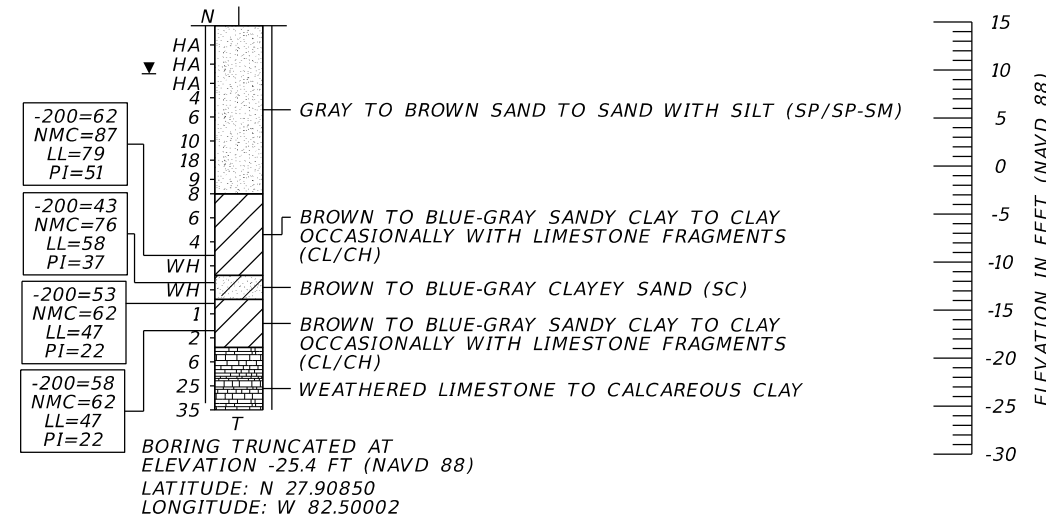 N
HA
HA
HA
4
6
10
18
9
8
6
4
WH
WH
1
2
6
25
35
T
-200=62
NMC=87
LL=79
PI=51
-200=43
NMC=76
LL=58
PI=37
-200=53
NMC=62
LL=47
PI=22
-200=58
NMC=62
LL=47
PI=22
GRAY TO BROWN SAND TO SAND WITH SILT (SP/SP-SM)
BROWN TO BLUE-GRAY SANDY CLAY TO CLAY
OCCASIONALLY WITH LIMESTONE FRAGMENTS
(CL/CH)
BROWN TO BLUE-GRAY CLAYEY SAND (SC)
BROWN TO BLUE-GRAY SANDY CLAY TO CLAY
OCCASIONALLY WITH LIMESTONE FRAGMENTS
(CL/CH)
WEATHERED LIMESTONE TO CALCAREOUS CLAY
BORING TRUNCATED AT
ELEVATION -25.4 FT (NAVD 88)
LATITUDE: N 27.90850
LONGITUDE: W 82.50002
15
10
5
0
-5
-10
-15
-20
-25
-30
ELEVATION IN FEET (NAVD 88)